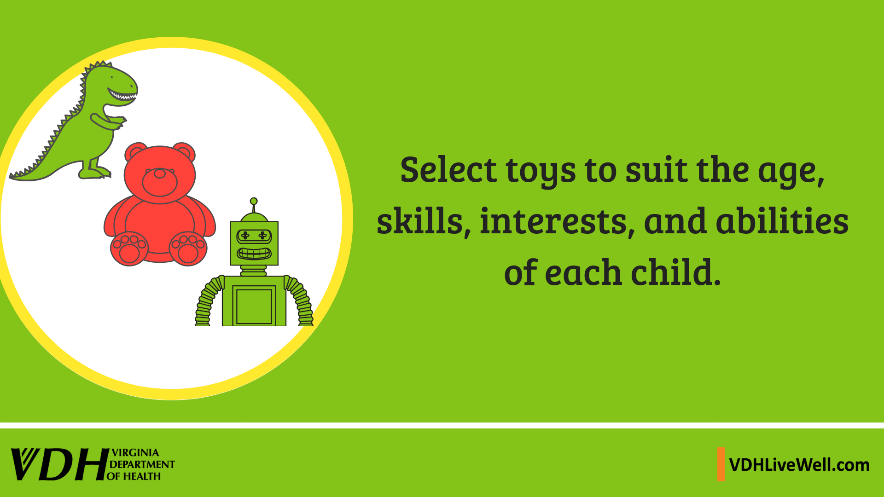 Select toys to suit the age,
skills, interests, and abilities
of each child.
VDH VIRGINIA
DEPARTMENT
OF HEALTH
VDHLiveWell.com